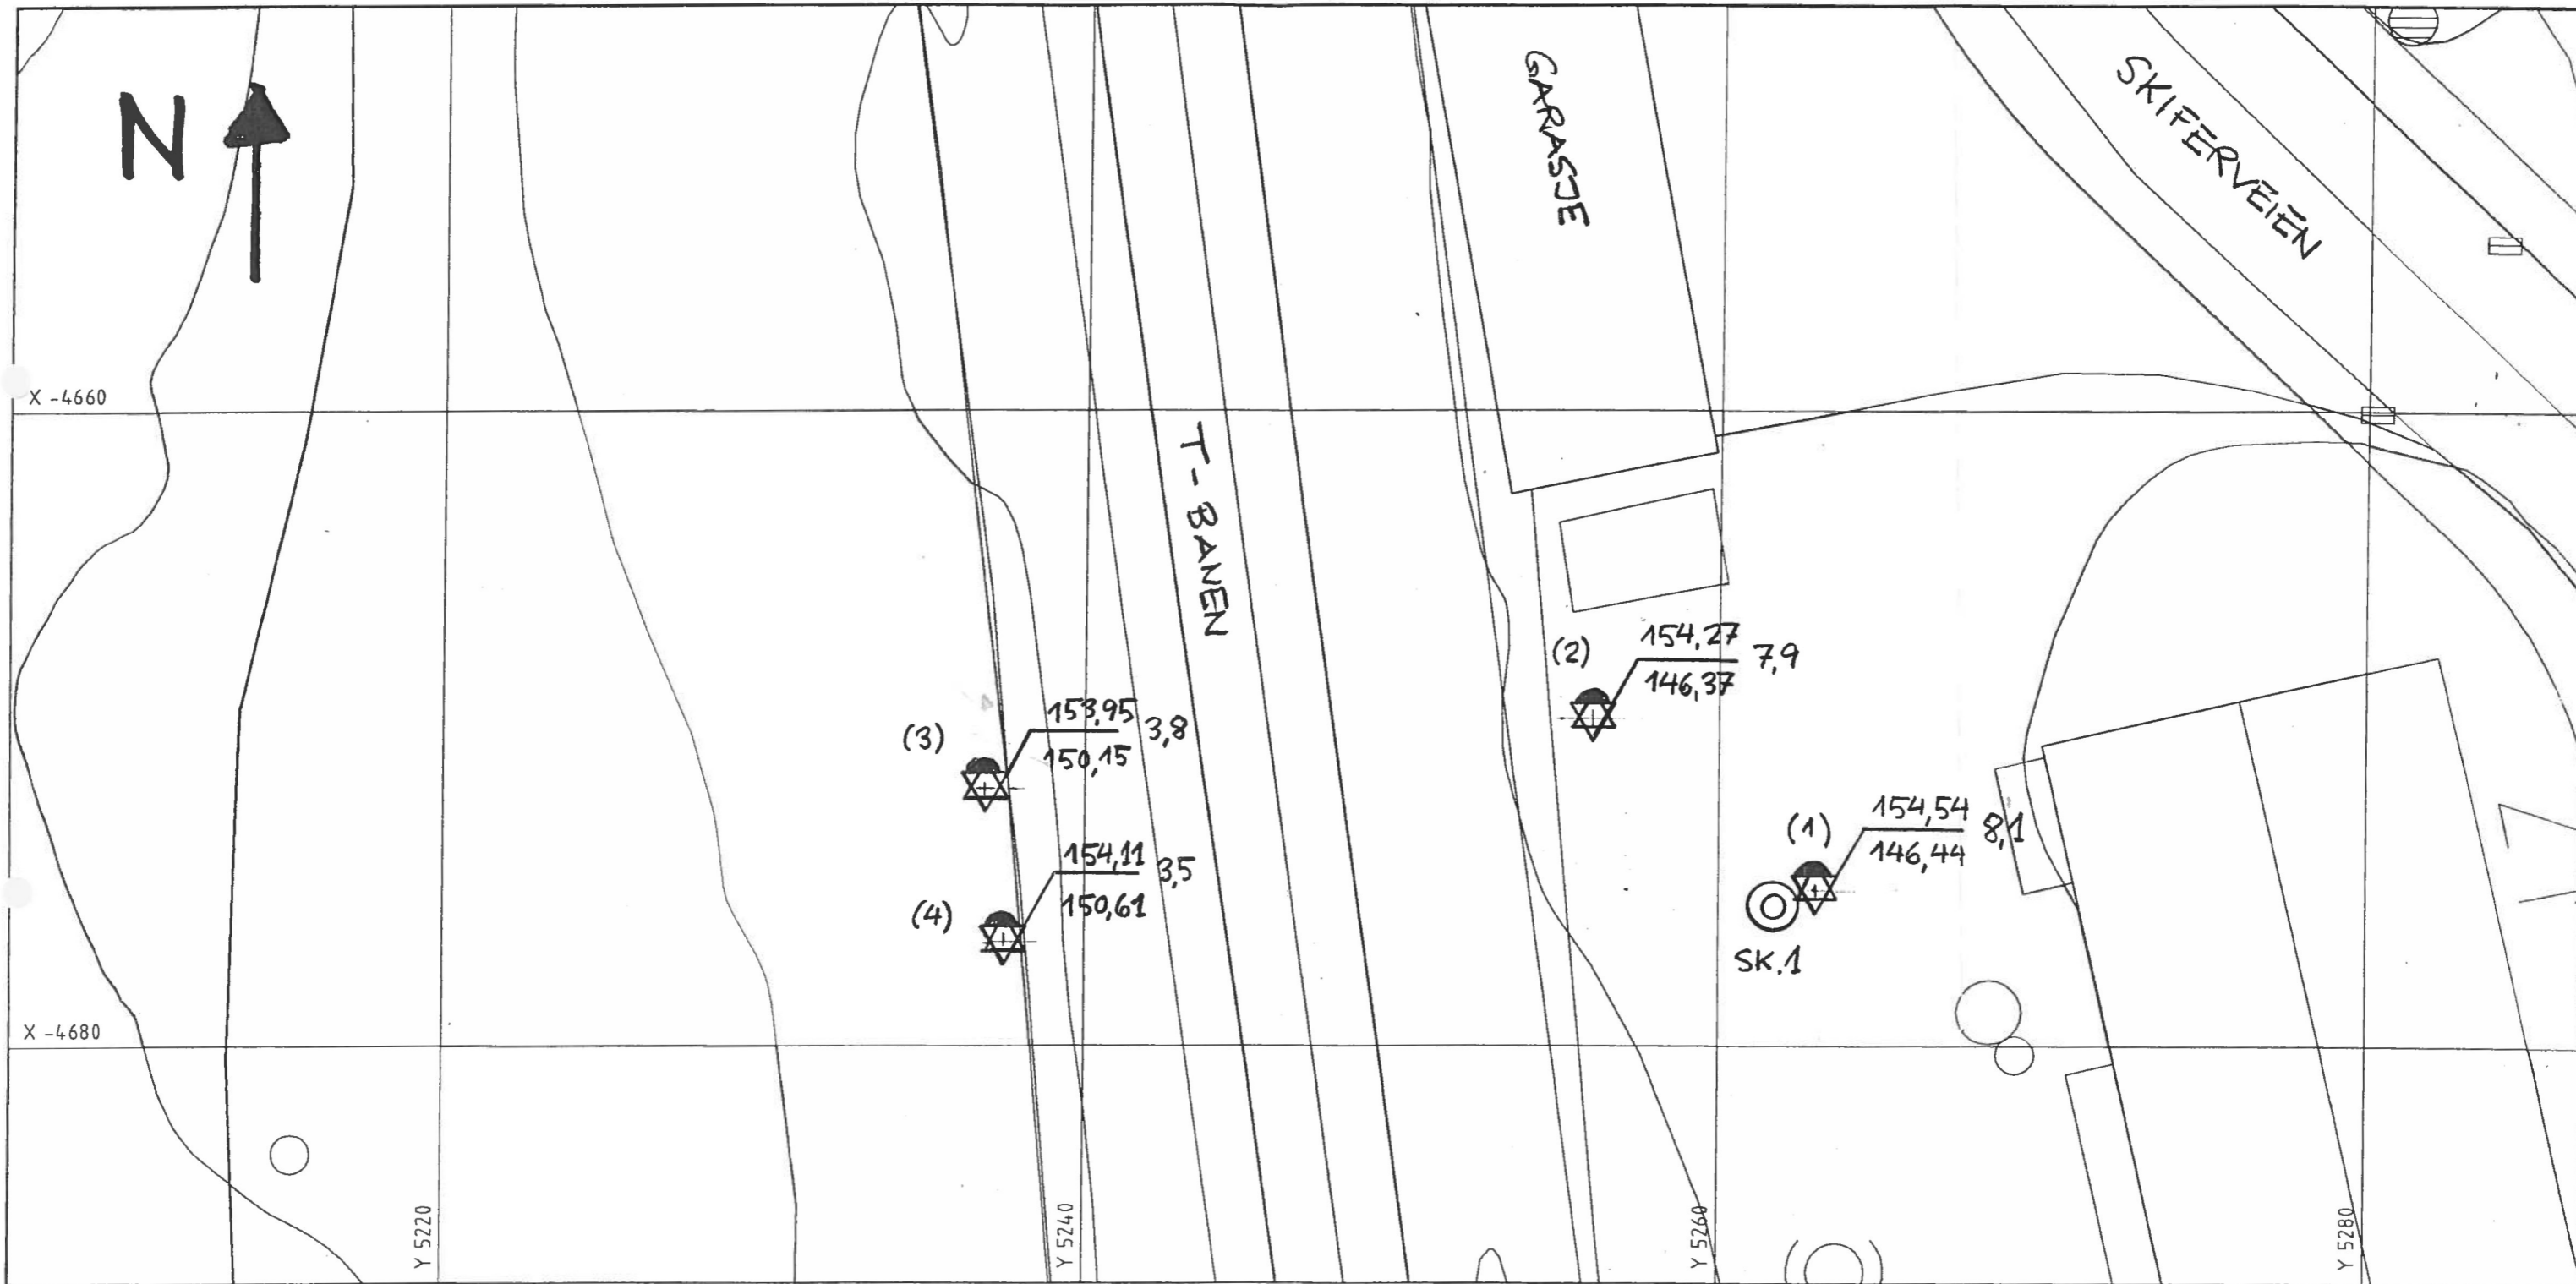 N
GARASJE
SKIFERVEIEN
X -4660
T-BANEN
(2)
154,27
7,9
146,37
(3)
153,95
3,8
150,15
(1)
154,54
8,1
146,44
(4)
154,11
3,5
150,61
SK.1
X -4680
Y 5220
Y 5240
Y 5260
Y 5280